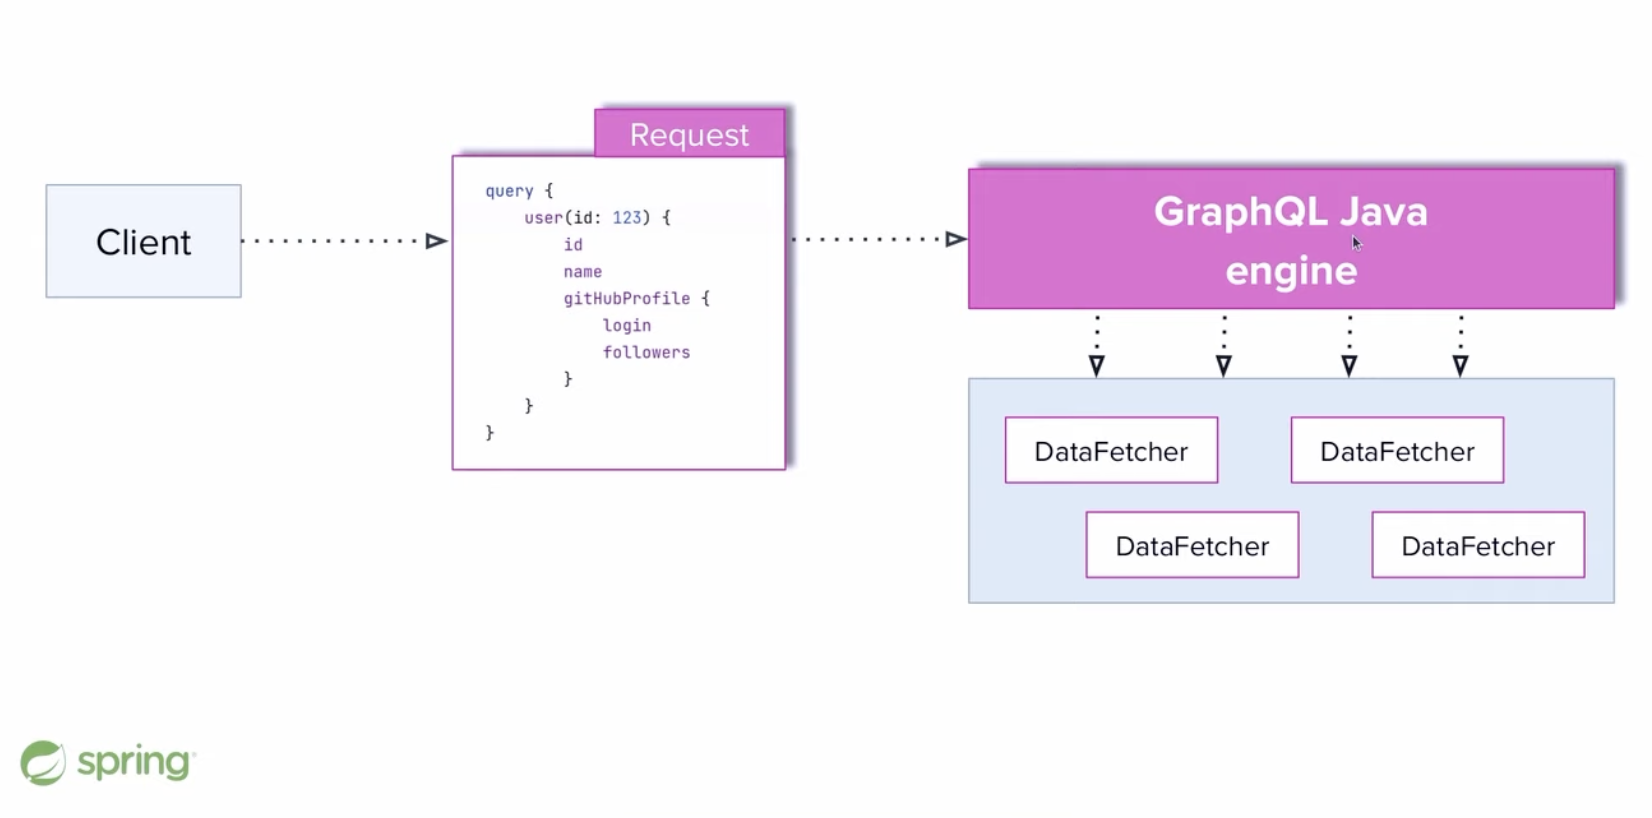 Client
Request
query {
user(id: 123) {
id
name
gitHubProfile {
login
followers
}
}
}
GraphQL Java
engine
DataFetcher
DataFetcher
DataFetcher
DataFetcher
spring